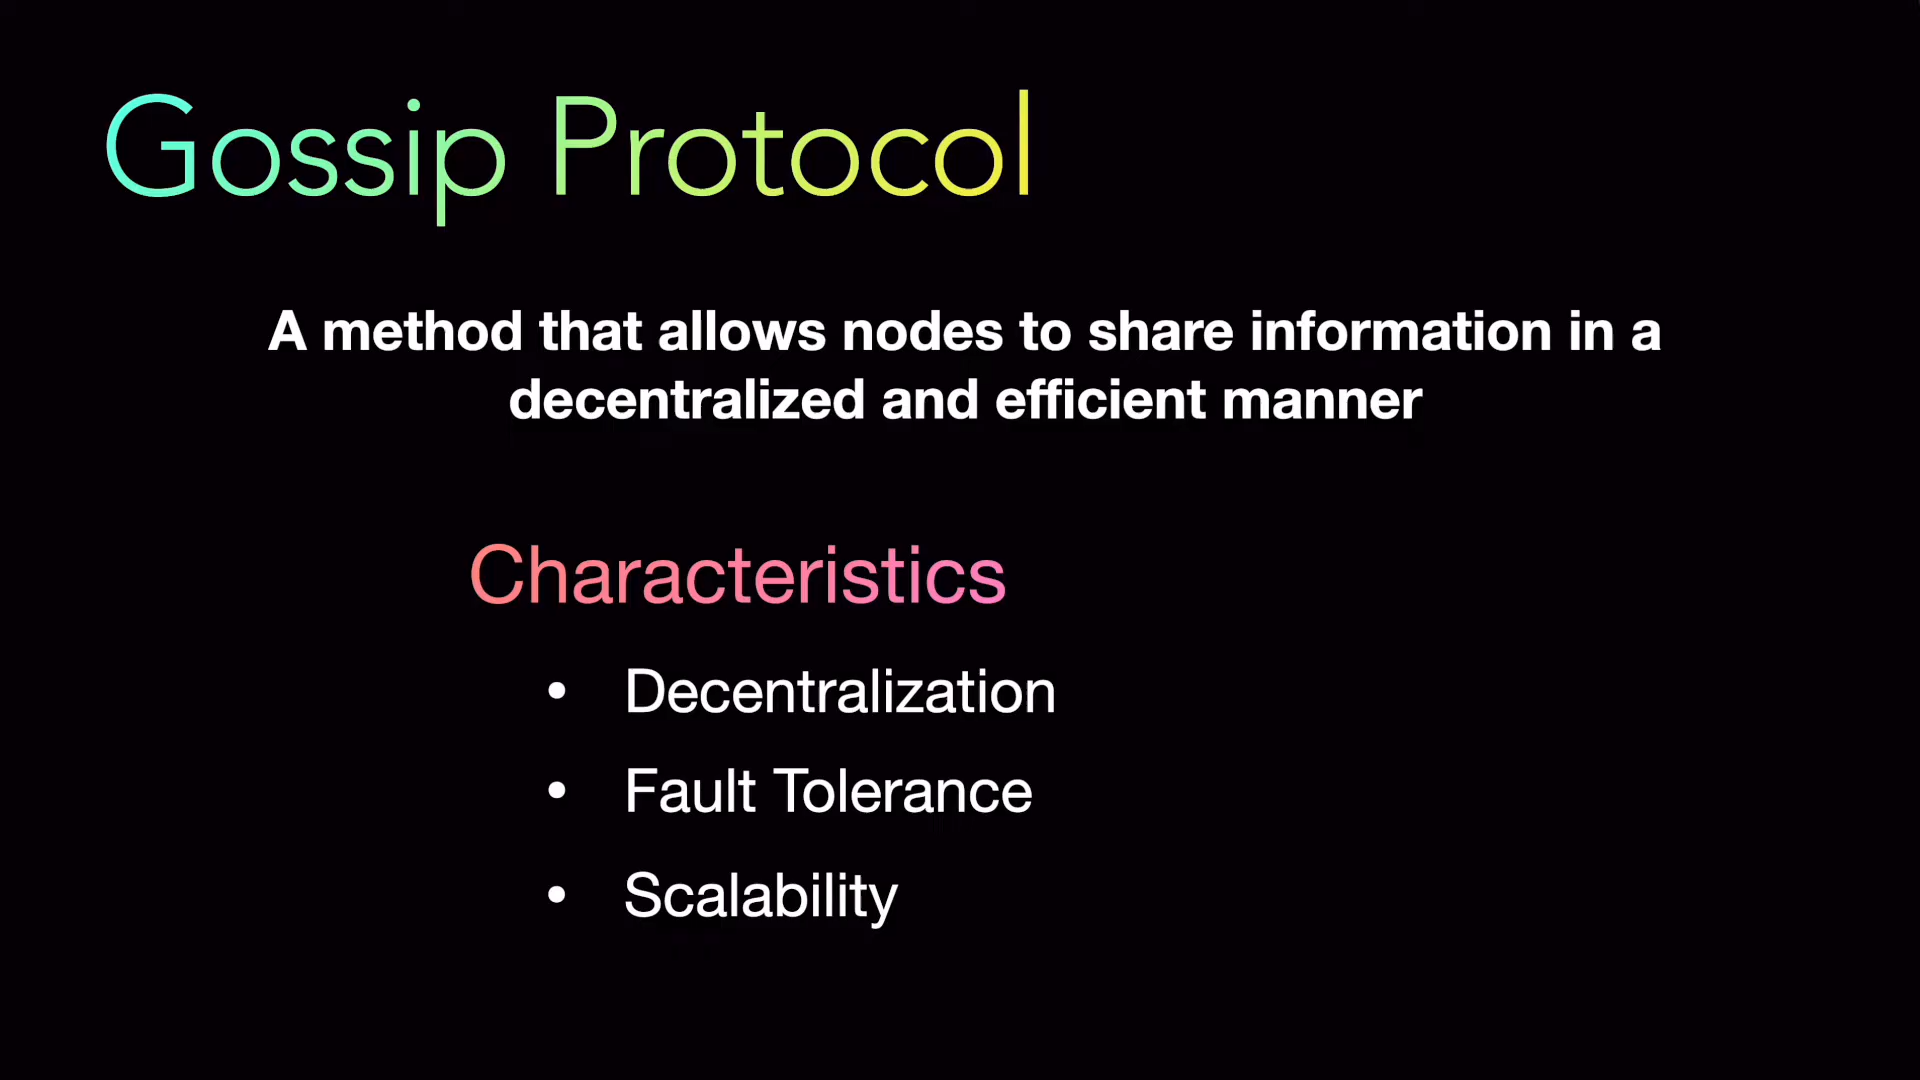 Gossip Protocol
A method that allows nodes to share information in a
decentralized and efficient manner
Characteristics
• Decentralization
• Fault Tolerance
• Scalability